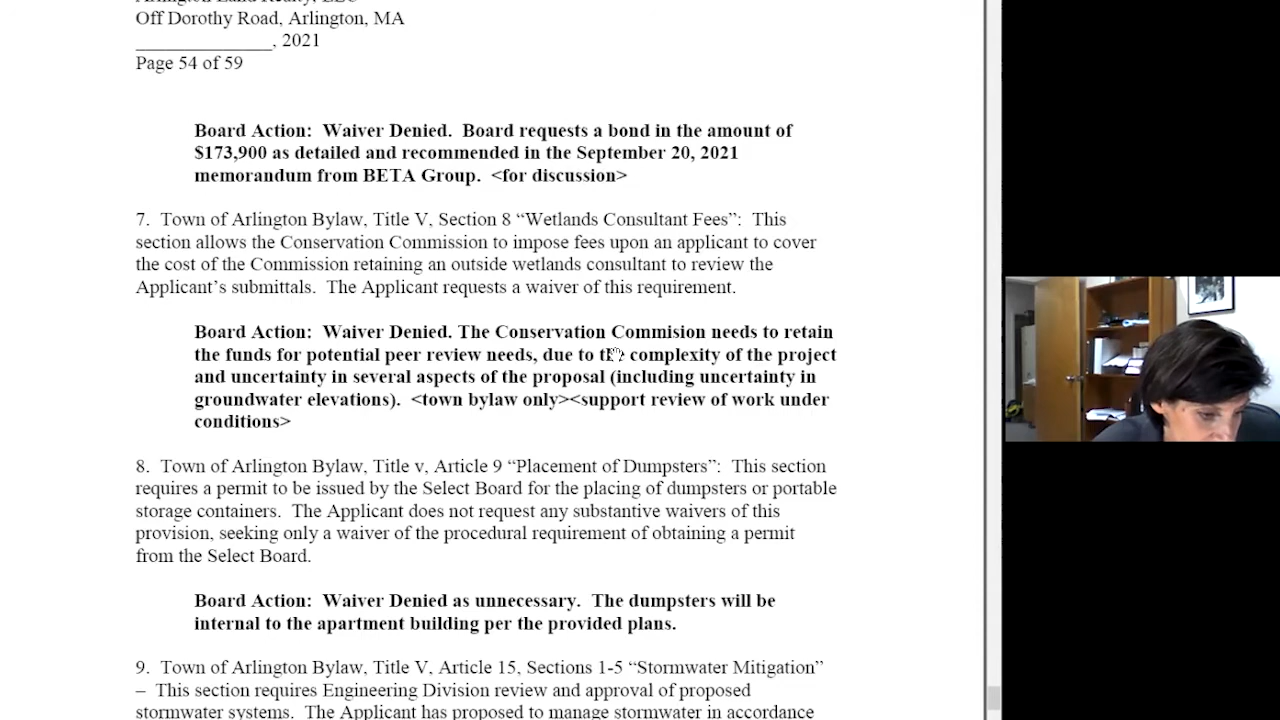 Arlington Land Realty, LLC
Off Dorothy Road, Arlington, MA
_______________, 2021
Page 54 of 59
Board Action:  Waiver Denied.  Board requests a bond in the amount of
$173,900 as detailed and recommended in the September 20, 2021
memorandum from BETA Group.  <for discussion>
7.  Town of Arlington Bylaw, Title V, Section 8 “Wetlands Consultant Fees”:  This
section allows the Conservation Commission to impose fees upon an applicant to cover
the cost of the Commission retaining an outside wetlands consultant to review the
Applicant’s submittals.  The Applicant requests a waiver of this requirement.
Board Action:  Waiver Denied. The Conservation Commision needs to retain
the funds for potential peer review needs, due to the complexity of the project
and uncertainty in several aspects of the proposal (including uncertainty in
groundwater elevations).  <town bylaw only><support review of work under
conditions>
8.  Town of Arlington Bylaw, Title v, Article 9 “Placement of Dumpsters”:  This section
requires a permit to be issued by the Select Board for the placing of dumpsters or portable
storage containers.  The Applicant does not request any substantive waivers of this
provision, seeking only a waiver of the procedural requirement of obtaining a permit
from the Select Board.
Board Action:  Waiver Denied as unnecessary.  The dumpsters will be
internal to the apartment building per the provided plans.
9.  Town of Arlington Bylaw, Title V, Article 15, Sections 1-5 “Stormwater Mitigation”
–  This section requires Engineering Division review and approval of proposed
stormwater systems.  The Applicant has proposed to manage stormwater in accordance